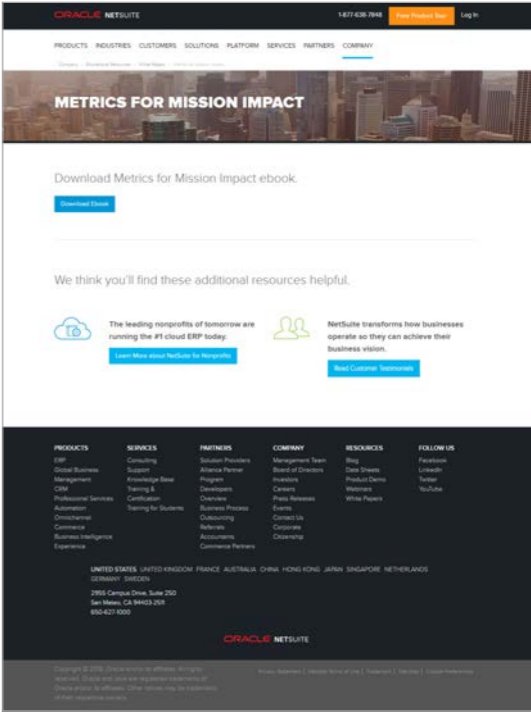 ORACLE NETSUITE
1-877-638-7848 Free Product Tour Log In
PRODUCTS INDUSTRIES CUSTOMERS SOLUTIONS PLATFORM SERVICES PARTNERS COMPANY
METRICS FOR MISSION IMPACT
Download Metrics for Mission Impact ebook.
Download Ebook
We think you'll find these additional resources helpful.
The leading nonprofits of tomorrow are
running the #1 cloud ERP today.
Learn More about NetSuite for Nonprofits
NetSuite transforms how businesses
operate so they can achieve their
business vision.
Read Customer Testimonials
PRODUCTS
ERP
Global Business
Management
CRM
Professional Services
Automation
Omnichannel
Commerce
Business Intelligence
Experience
SERVICES
Consulting
Support
Knowledge Base
Training &
Certification
Training for Students
PARTNERS
Solution Providers
Alliance Partner
Program
Developers
Overview
Business Process
Outsourcing
Referrals
Accountants
Commerce Partners
COMPANY
Management Team
Board of Directors
Investors
Careers
Press Releases
Events
Contact Us
Corporate
Citizenship
RESOURCES
Blog
Data Sheets
Product Demo
Webinars
White Papers
FOLLOW US
Facebook
LinkedIn
Twitter
YouTube
UNITED STATES UNITED KINGDOM FRANCE AUSTRALIA CHINA HONG KONG JAPAN SINGAPORE NETHERLANDS
GERMANY SWEDEN
2955 Campus Drive, Suite 250
San Mateo, CA 94403-2511
650-627-1000
ORACLE NETSUITE